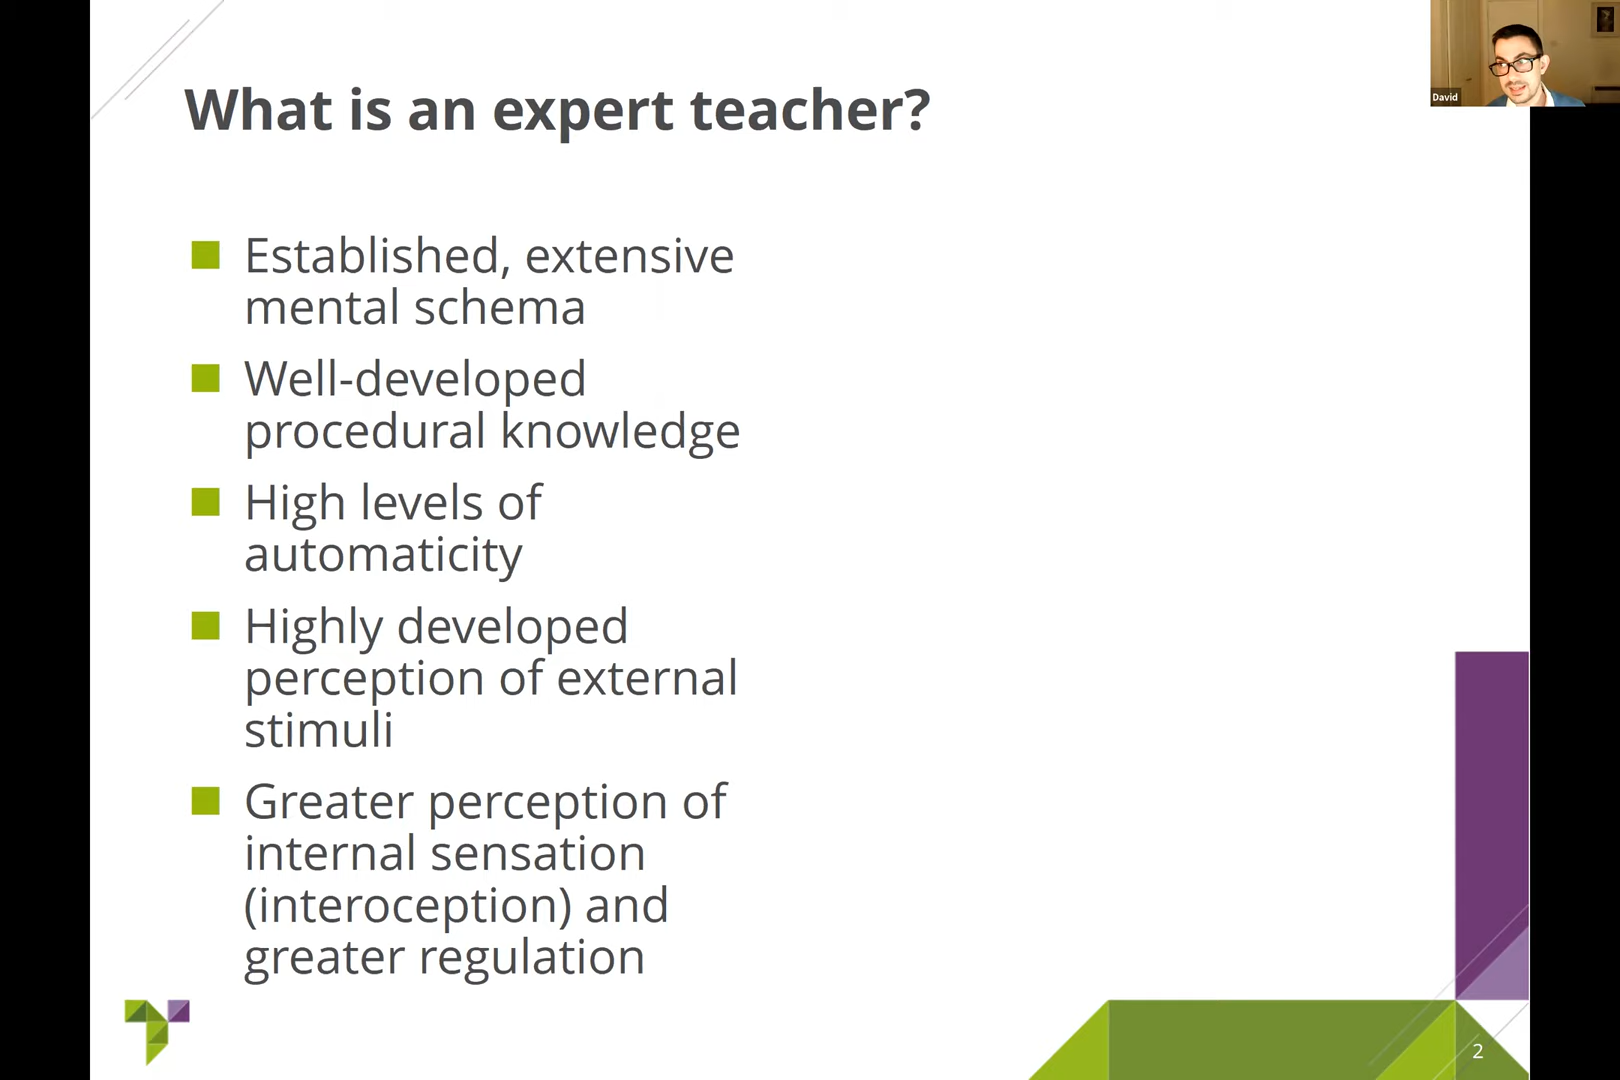 What is an expert teacher?
Established, extensive
mental schema
Well-developed
procedural knowledge
High levels of
automaticity
Highly developed
perception of external
stimuli
Greater perception of
internal sensation
(interoception) and
greater regulation
David
2